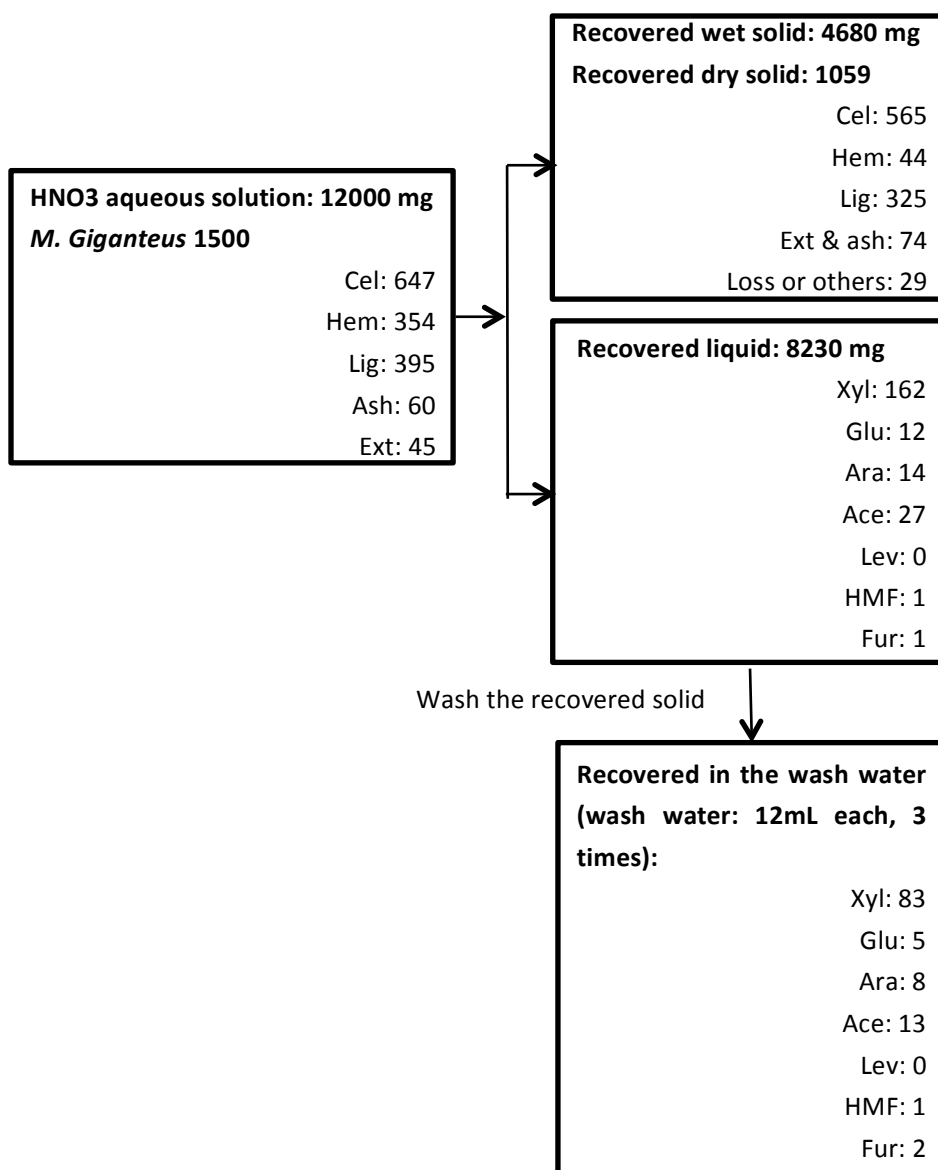 HNO3 aqueous solution: 12000 mg
M. Giganteus 1500
Cel: 647
Hem: 354
Lig: 395
Ash: 60
Ext: 45
Recovered wet solid: 4680 mg
Recovered dry solid: 1059
Cel: 565
Hem: 44
Lig: 325
Ext & ash: 74
Loss or others: 29
Recovered liquid: 8230 mg
Xyl: 162
Glu: 12
Ara: 14
Ace: 27
Lev: 0
HMF: 1
Fur: 1
Wash the recovered solid
Recovered in the wash water
(wash water: 12mL each, 3
times):
Xyl: 83
Glu: 5
Ara: 8
Ace: 13
Lev: 0
HMF: 1
Fur: 2